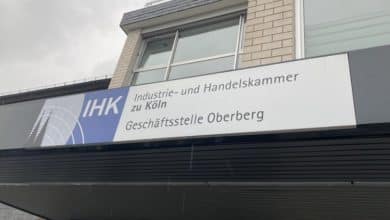 IHK
Industrie- und Handelskammer
zu Köln
Geschäftsstelle Oberberg